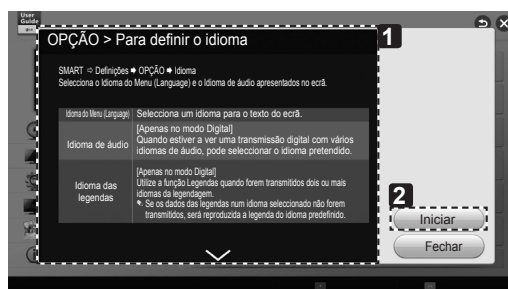 User
Guide
OPÇÃO > Para definir o idioma
1
SMART ⇨ Definições ➧ OPÇÃO ➧ Idioma
Selecciona o Idioma do Menu (Language) e o Idioma de áudio apresentados no ecrã.
Idioma do Menu (Language) Selecciona um idioma para o texto do ecrã.
Idioma de áudio
[Apenas no modo Digital]
Quando estiver a ver uma transmissão digital com vários
idiomas de áudio, pode seleccionar o idioma pretendido.
Idioma das
legendas
[Apenas no modo Digital]
Utilize a função Legendas quando forem transmitidos dois ou mais
idiomas da legendagem.
Se os dados das legendas num idioma seleccionado não forem
transmitidos, será reproduzida a legenda do idioma predefinido.
2
Iniciar
Fechar